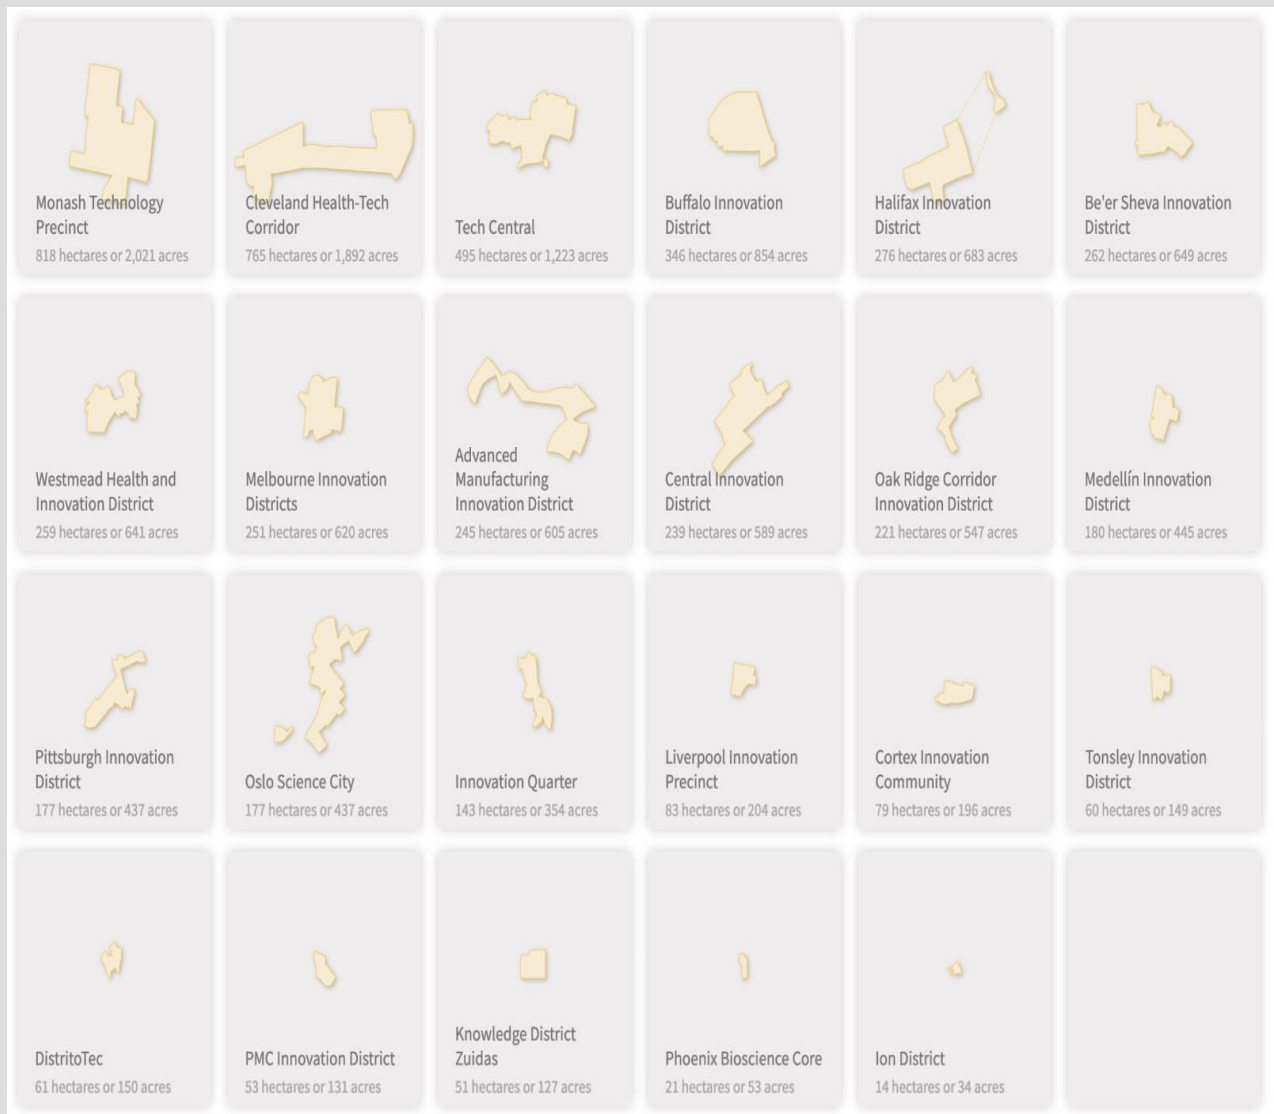 Monash Technology
Precinct
818 hectares or 2,021 acres
Cleveland Health-Tech
Corridor
765 hectares or 1,892 acres
Tech Central
495 hectares or 1,223 acres
Buffalo Innovation
District
346 hectares or 854 acres
Halifax Innovation
District
276 hectares or 683 acres
Be'er Sheva Innovation
District
262 hectares or 649 acres
Westmead Health and
Innovation District
259 hectares or 641 acres
Melbourne Innovation
Districts
251 hectares or 620 acres
Advanced
Manufacturing
Innovation District
245 hectares or 605 acres
Central Innovation
District
239 hectares or 589 acres
Oak Ridge Corridor
Innovation District
221 hectares or 547 acres
Medellín Innovation
District
180 hectares or 445 acres
Pittsburgh Innovation
District
177 hectares or 437 acres
Oslo Science City
177 hectares or 437 acres
Innovation Quarter
143 hectares or 354 acres
Liverpool Innovation
Precinct
83 hectares or 204 acres
Cortex Innovation
Community
79 hectares or 196 acres
Tonsley Innovation
District
60 hectares or 149 acres
DistritoTec
61 hectares or 150 acres
PMC Innovation District
53 hectares or 131 acres
Knowledge District
Zuidas
51 hectares or 127 acres
Phoenix Bioscience Core
21 hectares or 53 acres
Ion District
14 hectares or 34 acres